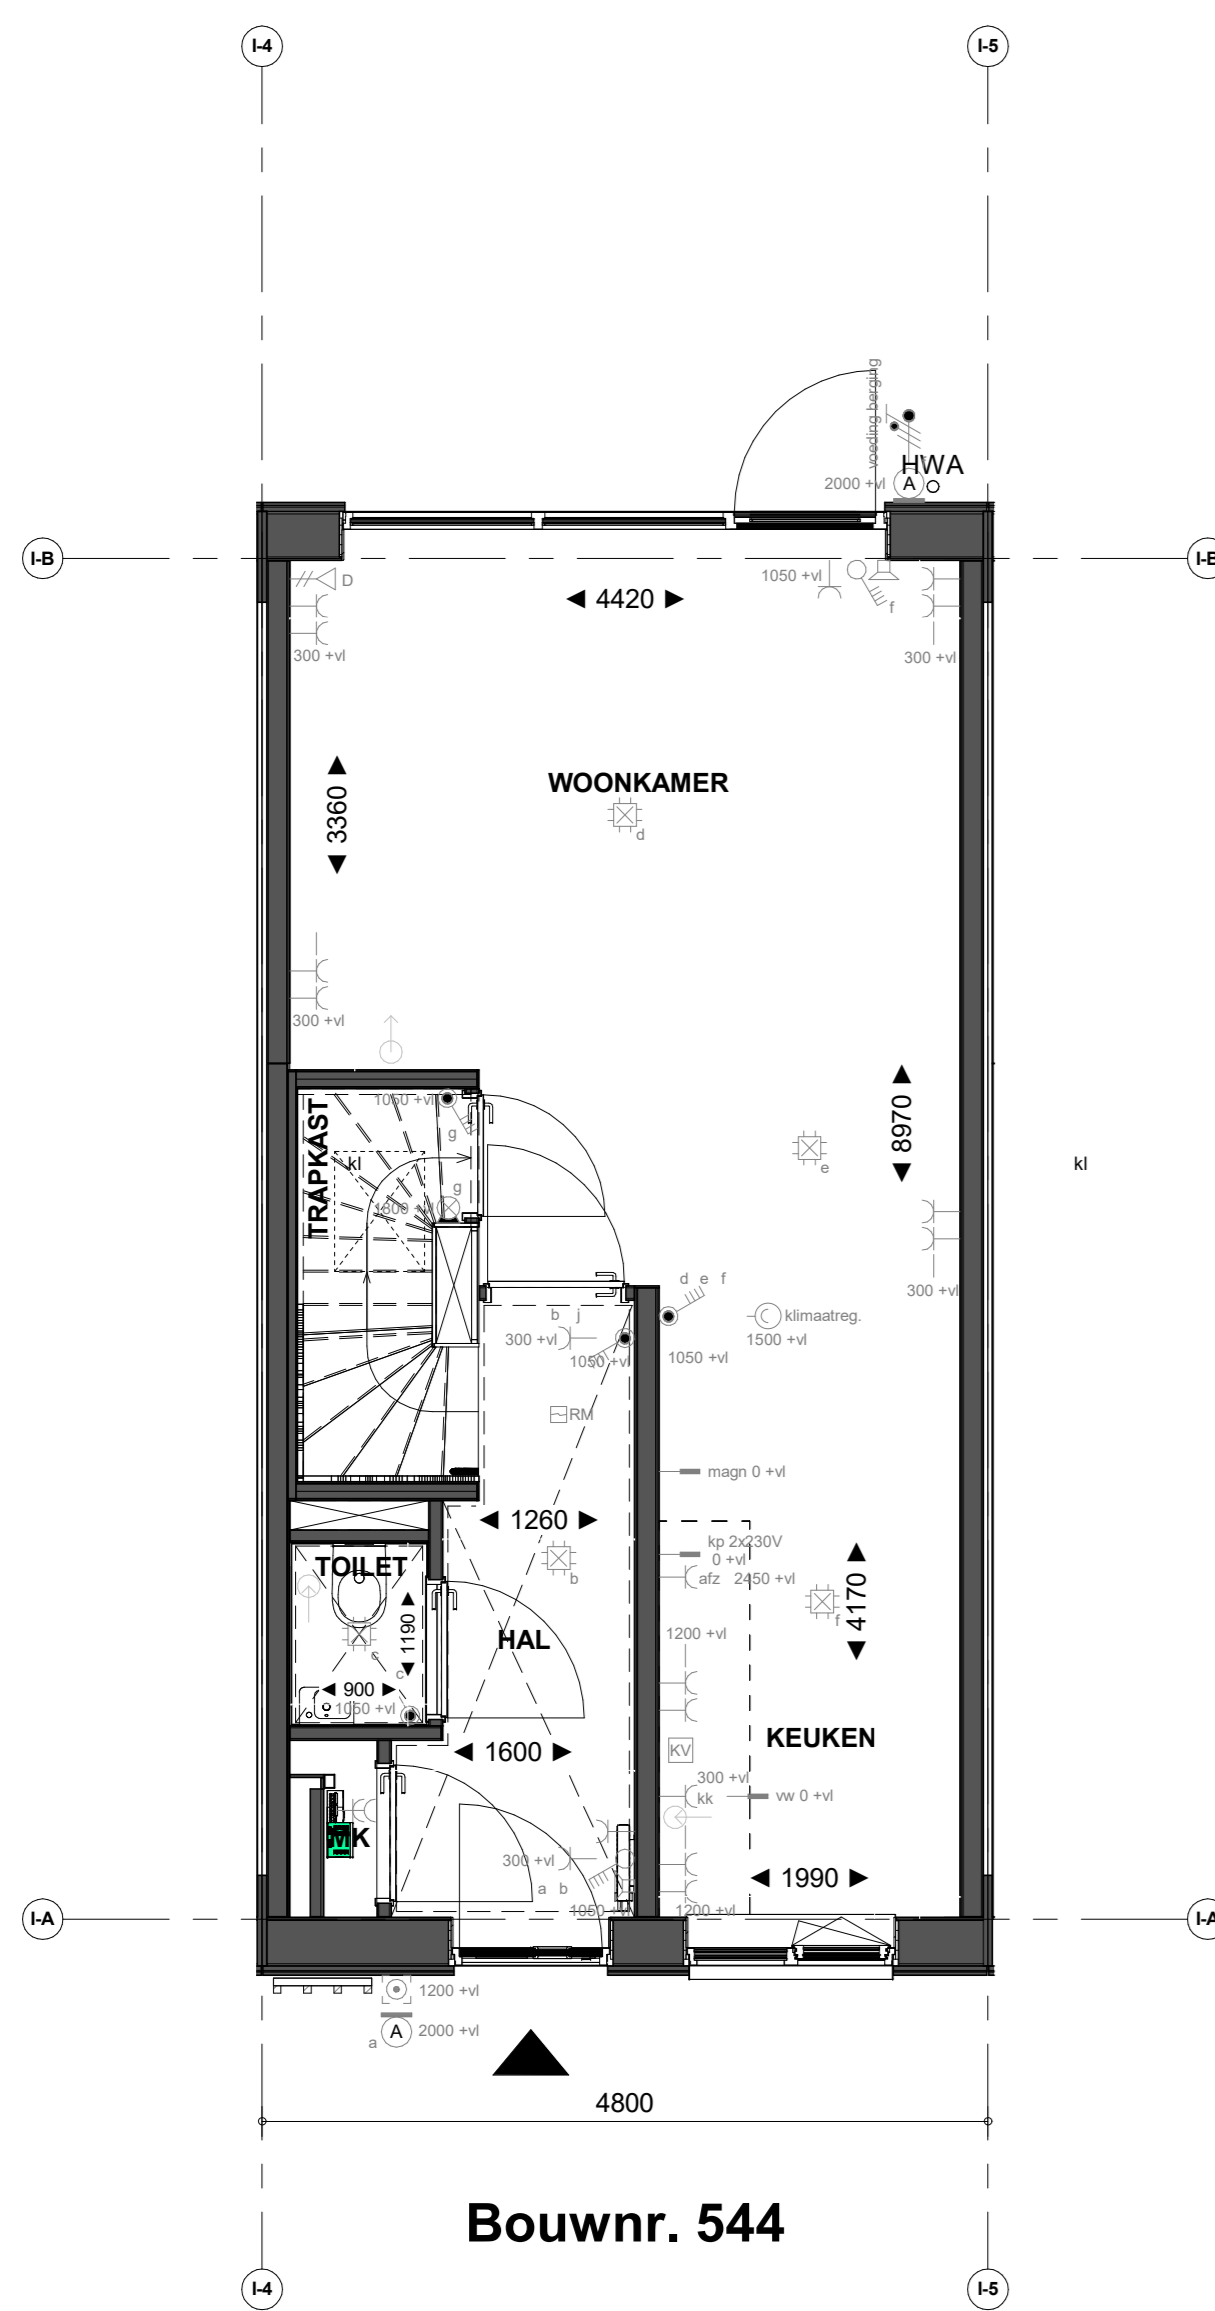 I-4 I-5
voeding berging
HWA
2000 +vl A
I-B I-B
D 1050 +vl
4420
f
300 +vl 300 +vl
WOONKAMER
3360
d
300 +vl
8970
1050 +vl
g
TRAPKAST
kl
e
kl
g
1800 +vl
d e f
300 +vl
b j
klimaatreg.
300 +vl
1500 +vl
1050 +vl 1050 +vl
RM
magn 0 +vl
1260
kp 2x230V
0 +vl
TOILET
b
afz 2450 +vl
4170
f
1190
HAL
1200 +vl
c
c
900
1050 +vl
KEUKEN
1600
KV
300 +vl
kk
vw 0 +vl
MK
300 +vl
1990
a b
1050 +vl 1200 +vl
I-A I-A
1200 +vl
A 2000 +vl
a
4800
Bouwnr. 544
I-4 I-5